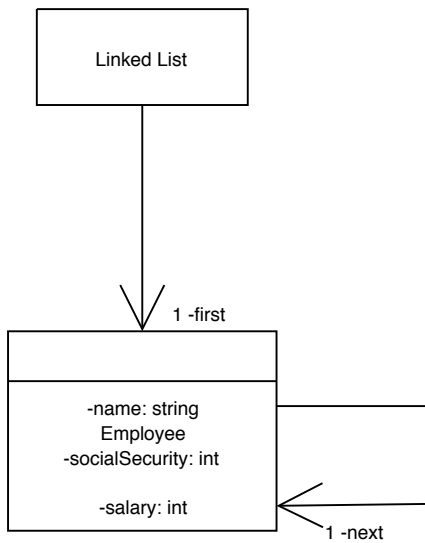 Linked List
1 -first
-name: string
Employee
-socialSecurity: int
-salary: int
1 -next